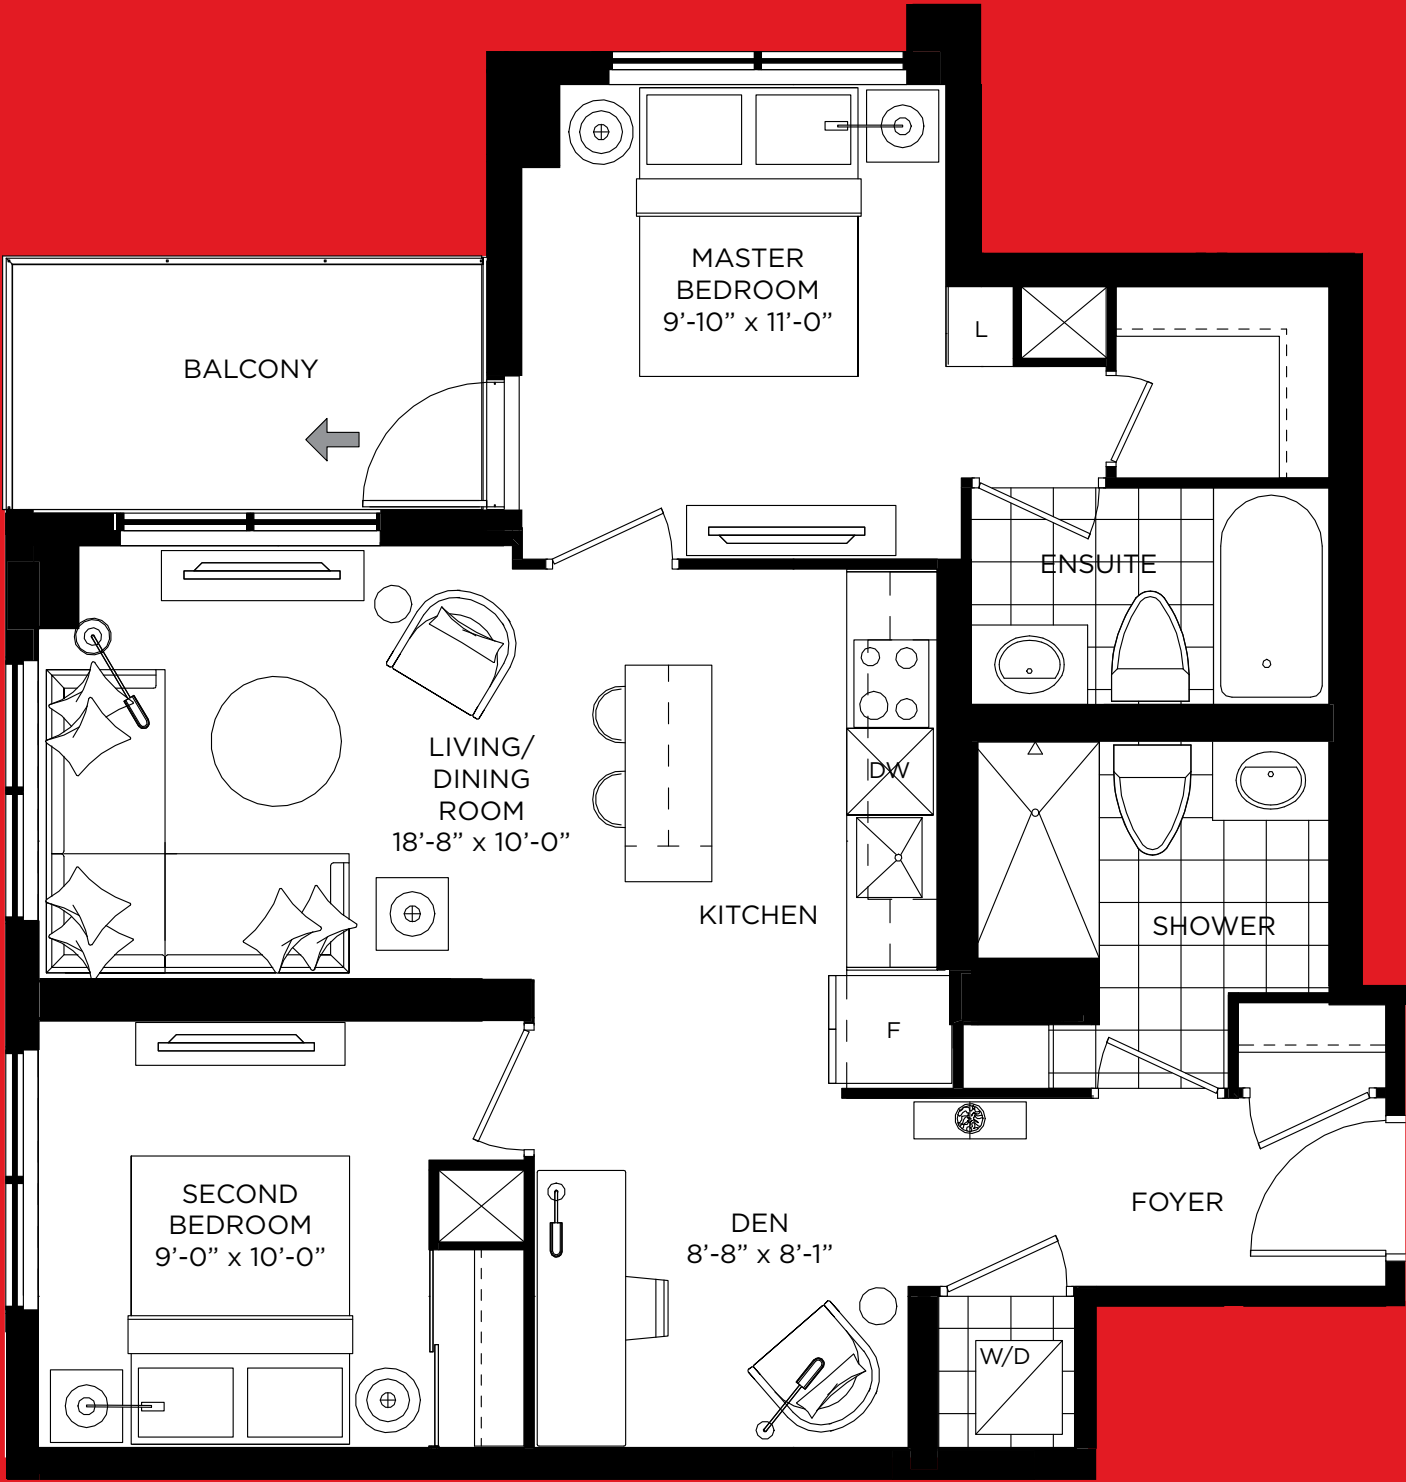 MASTER
BEDROOM
9’-10” x 11’-0”
L
BALCONY
ENSUITE
LIVING/
DINING
ROOM
18’-8” x 10’-0”
DW
KITCHEN
SHOWER
F
SECOND
BEDROOM
9’-0” x 10’-0”
DEN
8’-8” x 8’-1”
FOYER
W/D